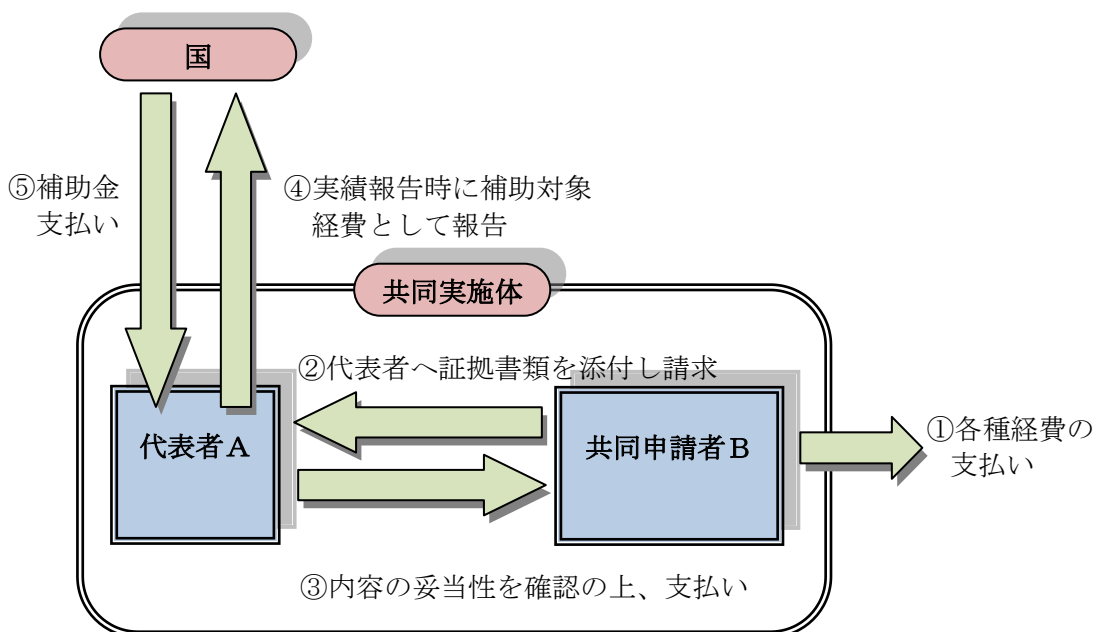 国
⑤補助金
支払い
④実績報告時に補助対象
経費として報告
共同実施体
②代表者へ証拠書類を添付し請求
代表者A
共同申請者B
①各種経費の
支払い
③内容の妥当性を確認の上、支払い